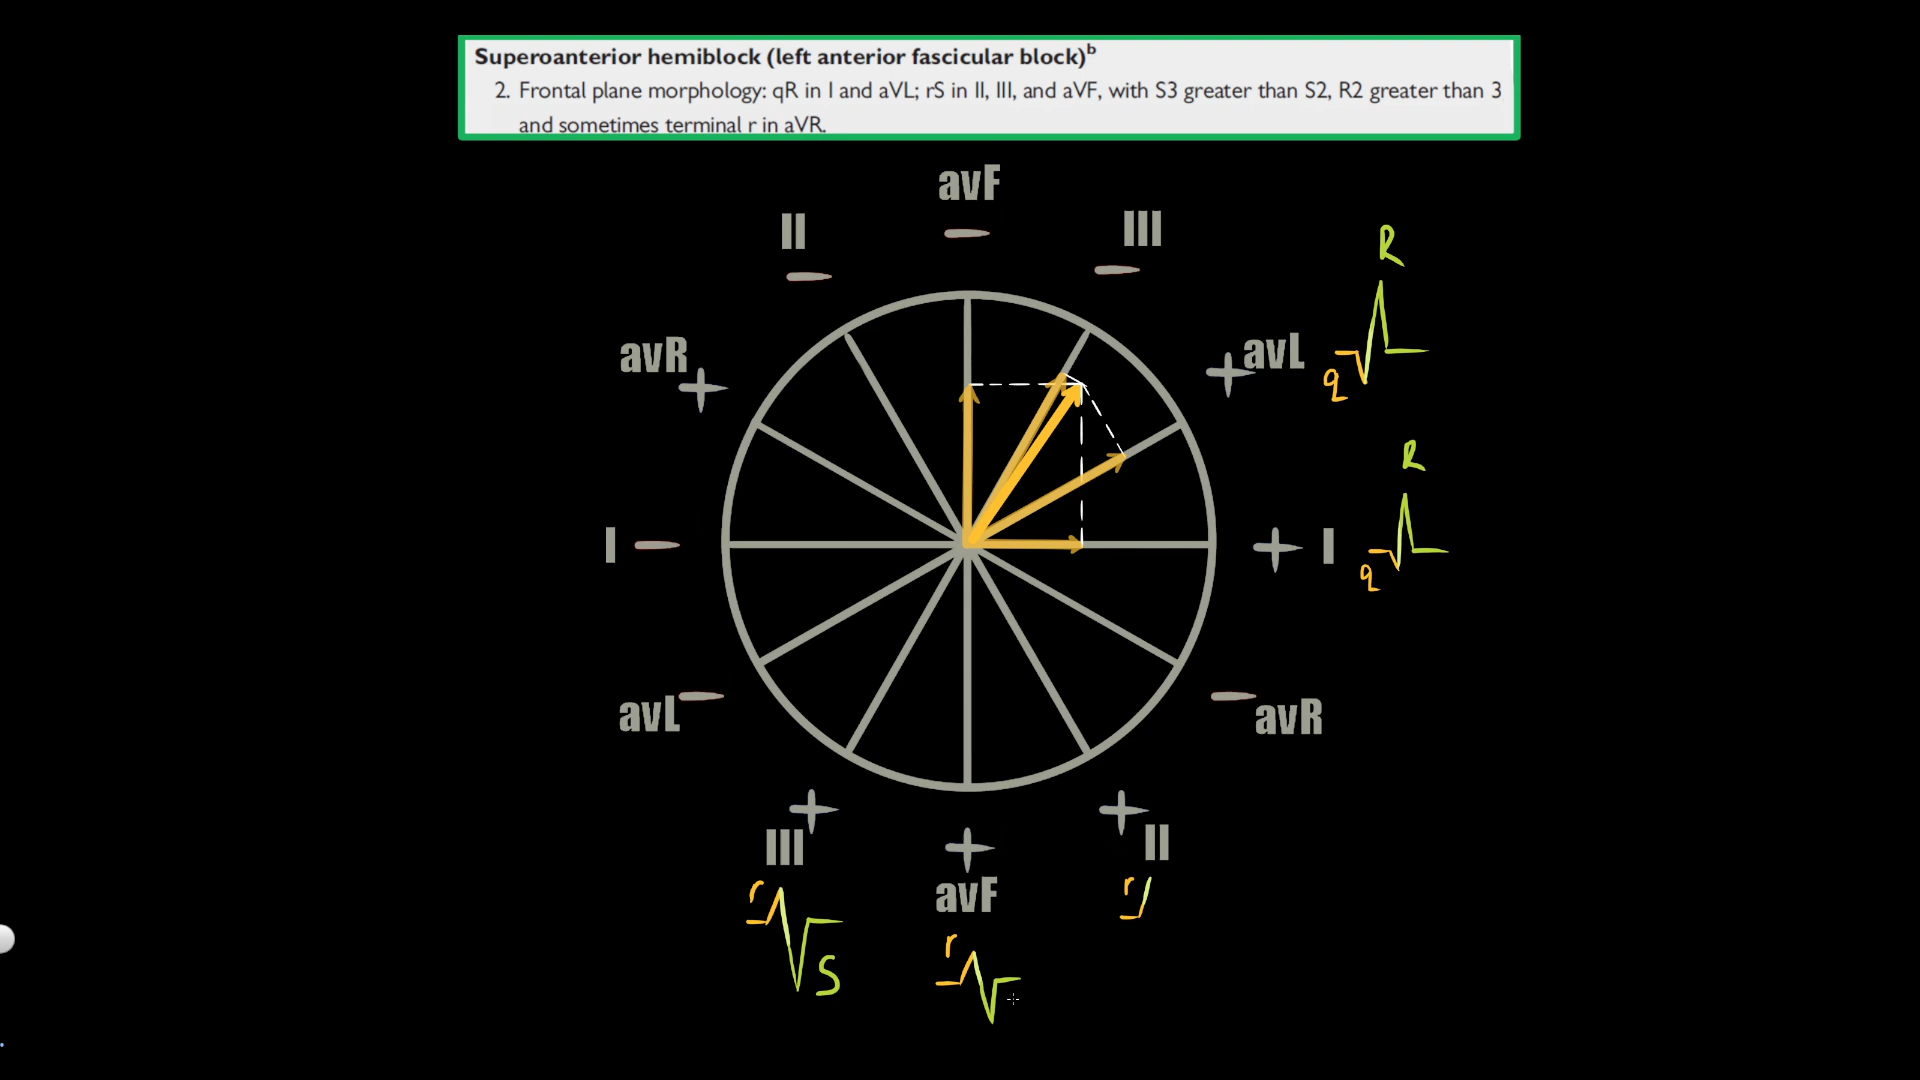 Superoanterior hemiblock (left anterior fascicular block)b
2. Frontal plane morphology: qR in I and aVL; rS in II, III, and aVF, with S3 greater than S2, R2 greater than 3
and sometimes terminal r in aVR.
avF
II
III
R
avR
avL
q
R
I
I
q
avL
avR
III
II
avF
r
r
S
r